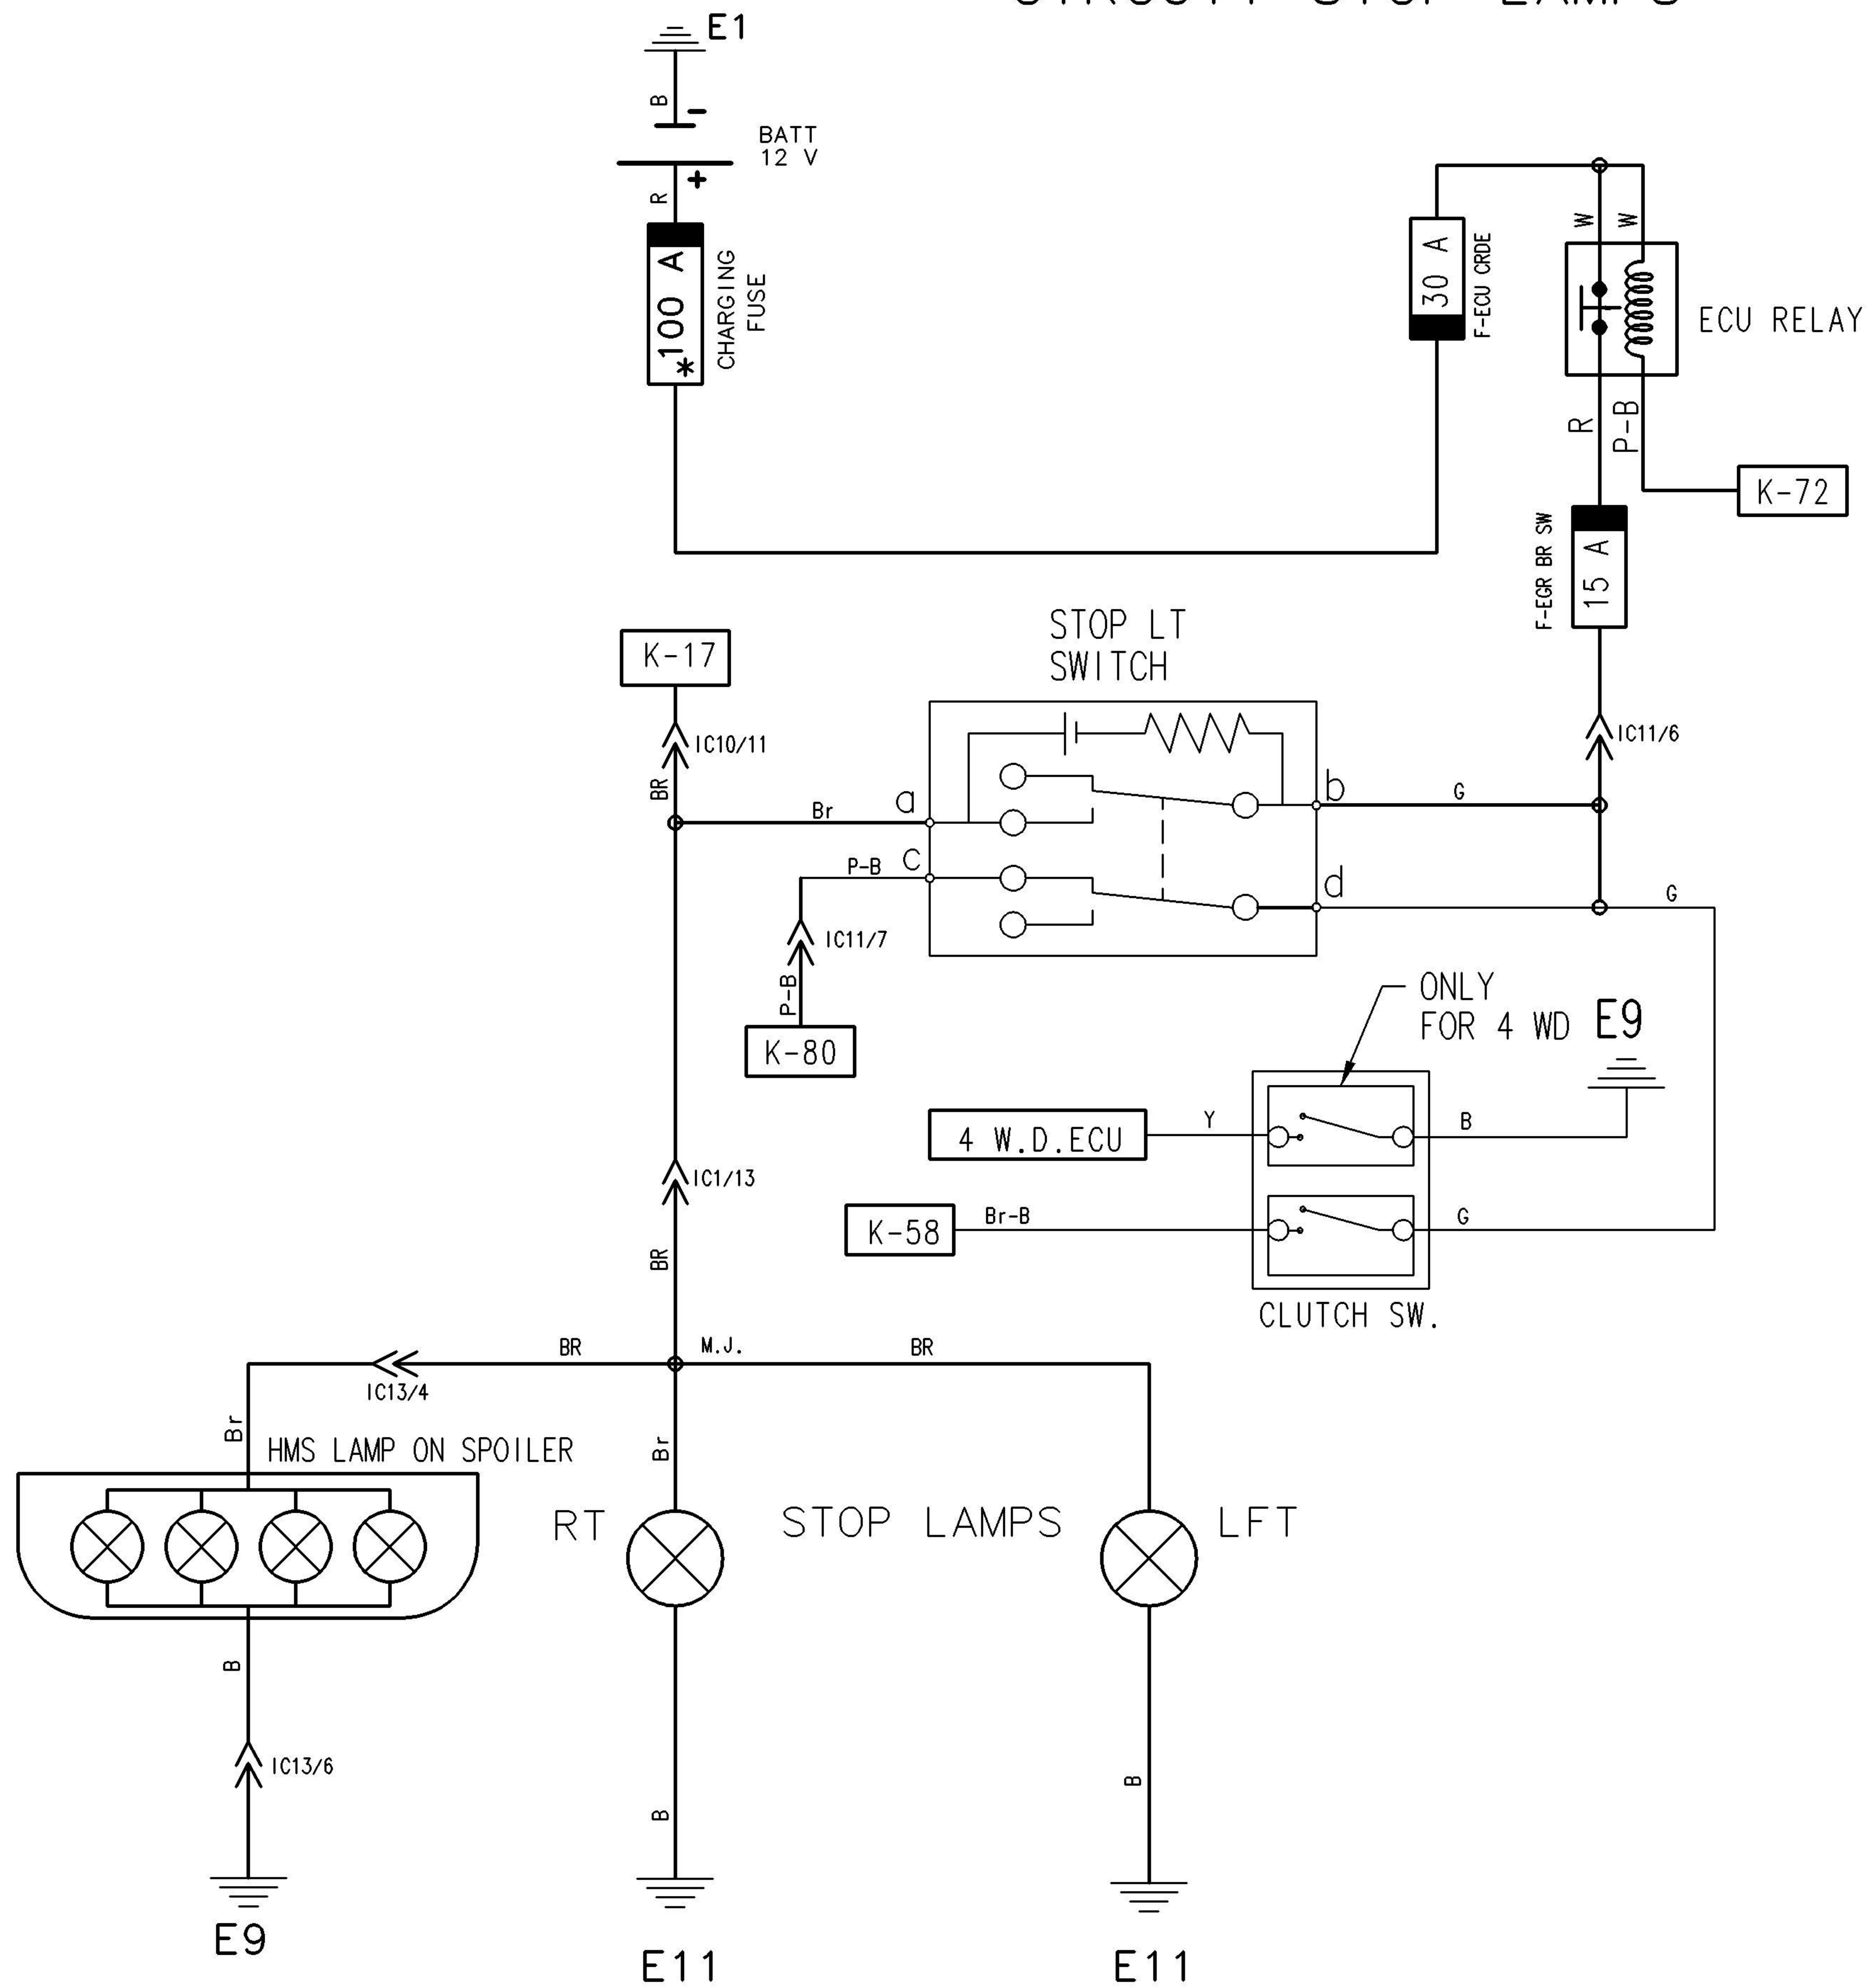 E1
B
-
BATT
12 V
+
R
*100 A
CHARGING
FUSE
30 A
F-ECU CRDE
W
W
ECU RELAY
R
P-B
K-72
F-EGR BR SW
15 A
STOP LT
SWITCH
K-17
IC10/11
IC11/6
BR
Br
a
b
G
P-B
c
d
G
IC11/7
P-B
K-80
ONLY
FOR 4 WD
E9
4 W.D.ECU
Y
B
IC1/13
K-58
Br-B
G
BR
CLUTCH SW.
BR
M.J.
BR
IC13/4
Br
HMS LAMP ON SPOILER
Br
RT
STOP LAMPS
LFT
B
IC13/6
B
B
E9
E11
E11